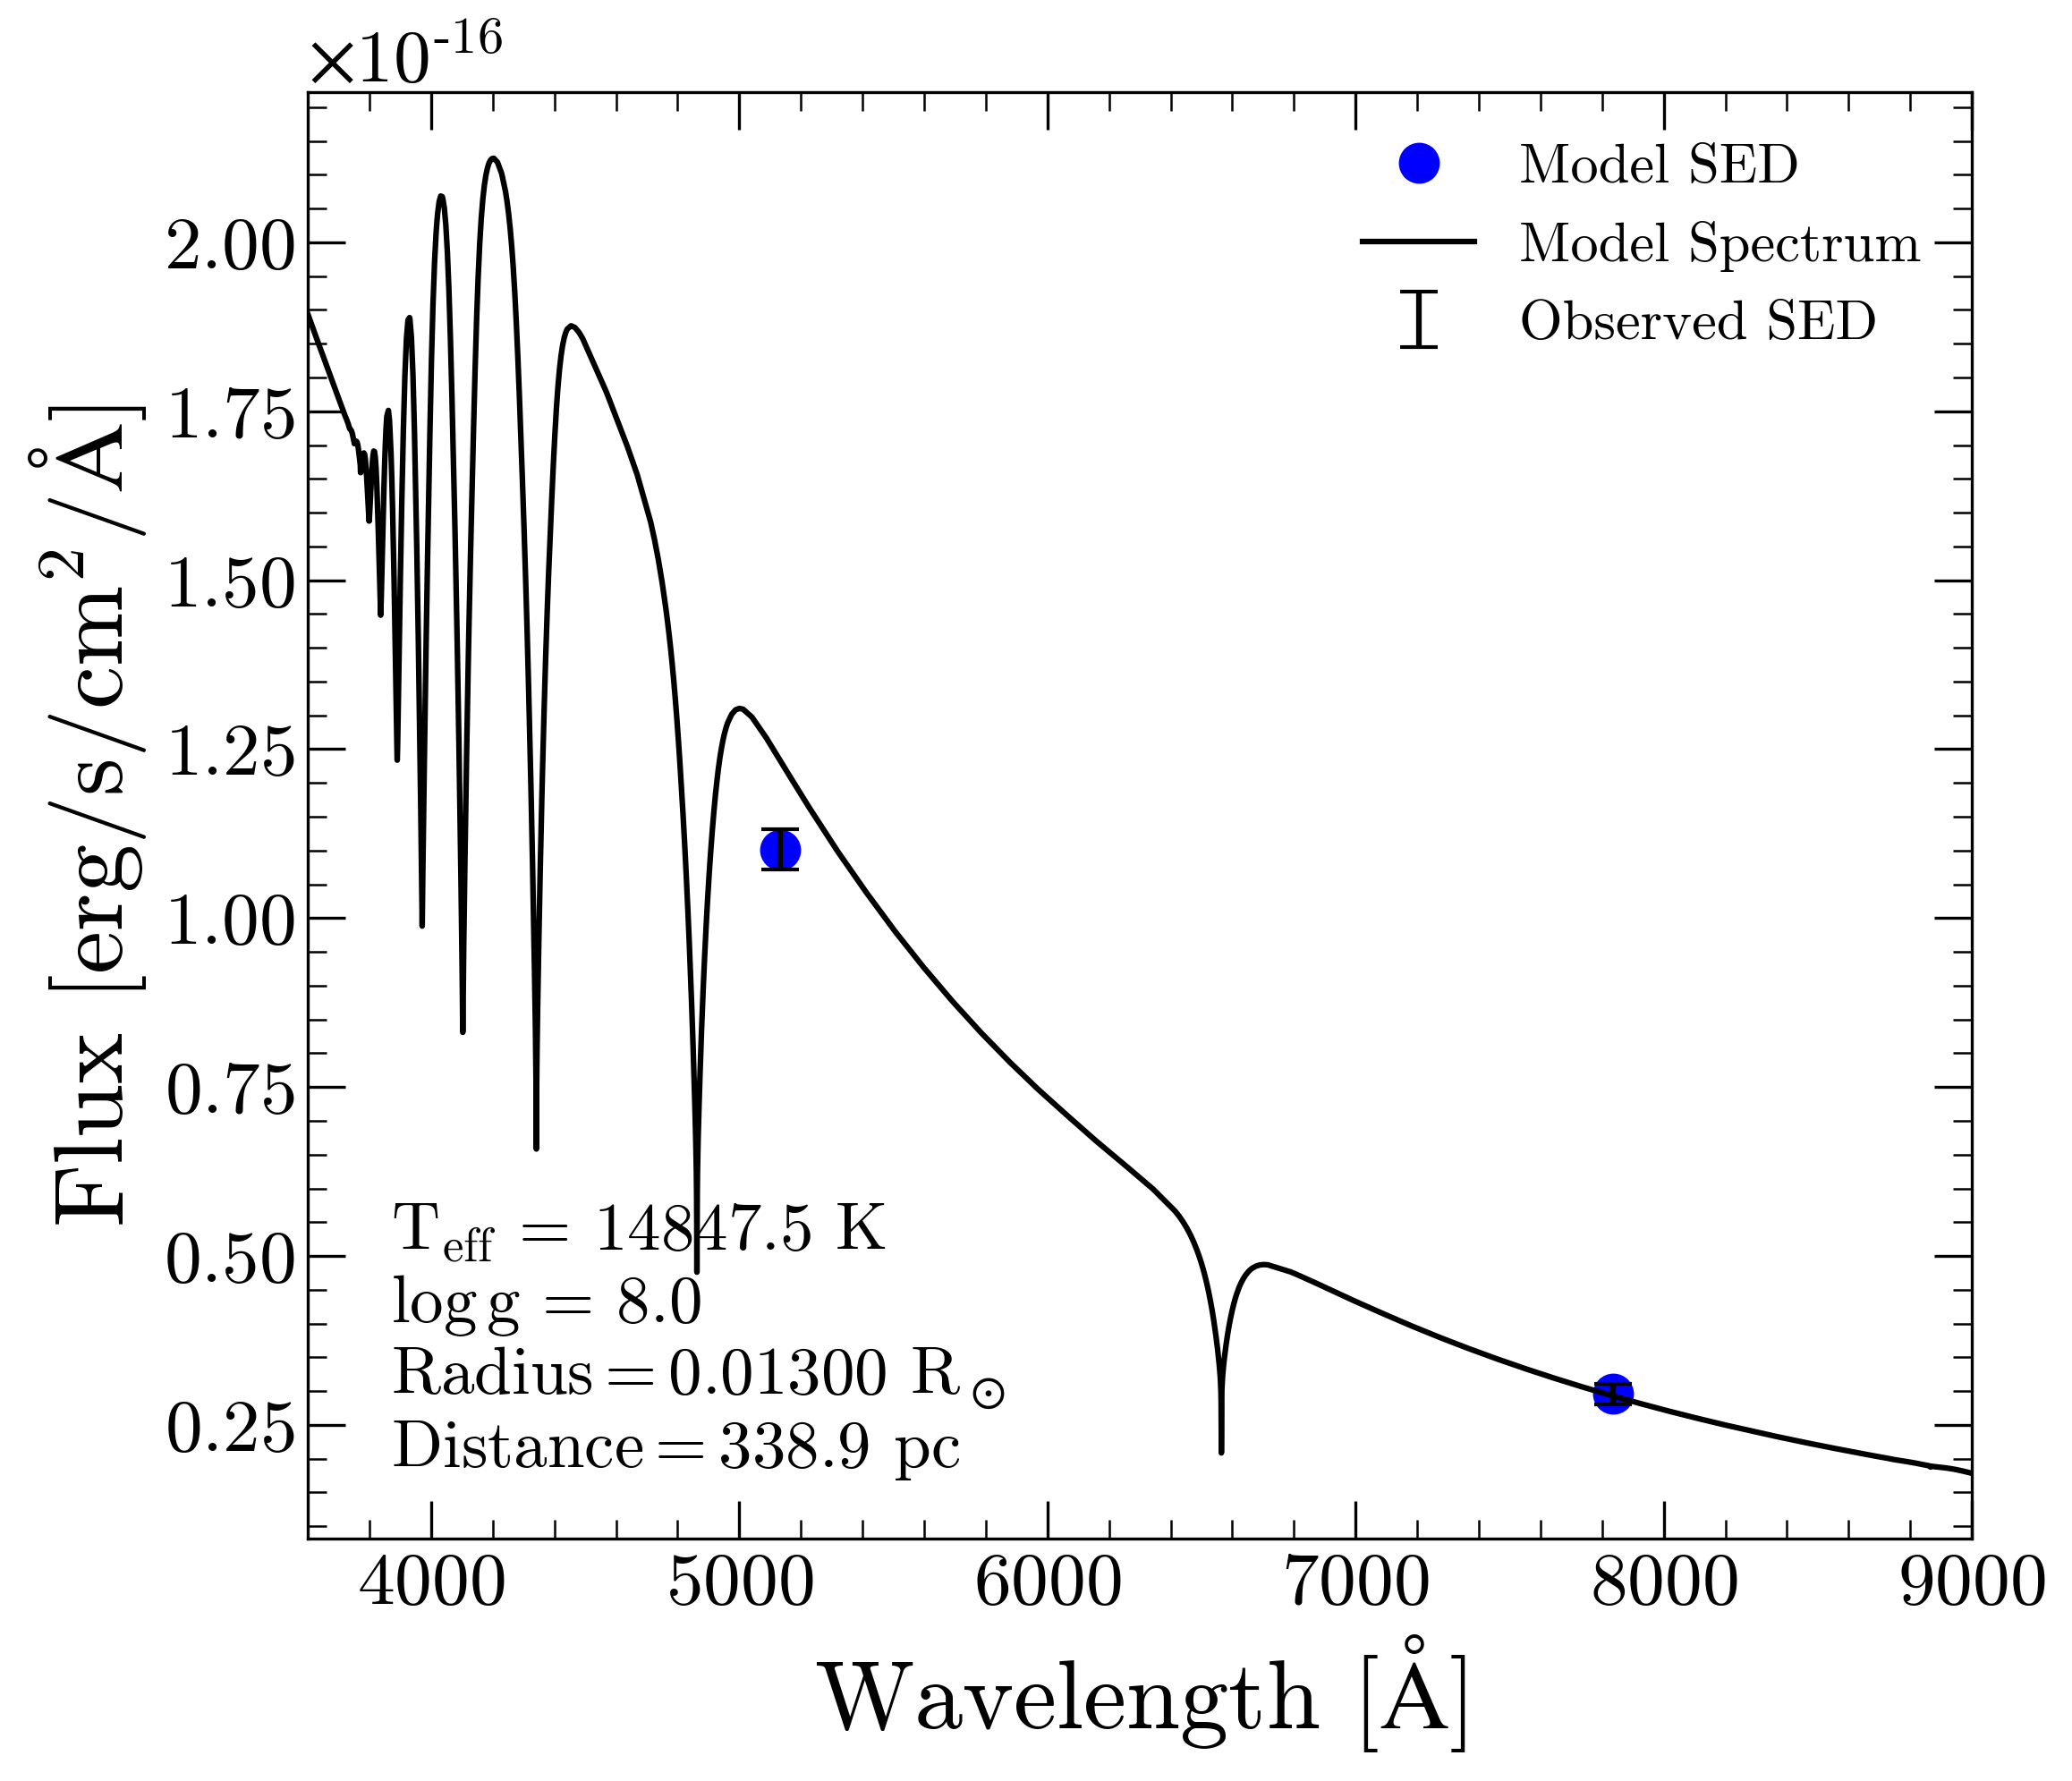 ×10-16
Model SED
Model Spectrum
Observed SED
2.00
1.75
1.50
1.25
1.00
0.75
0.50
0.25
Flux [erg/s/cm2/Å]
Teff = 14847.5 K
log g = 8.0
Radius = 0.01300 R⊙
Distance = 338.9 pc
4000 5000 6000 7000 8000 9000
Wavelength [Å]